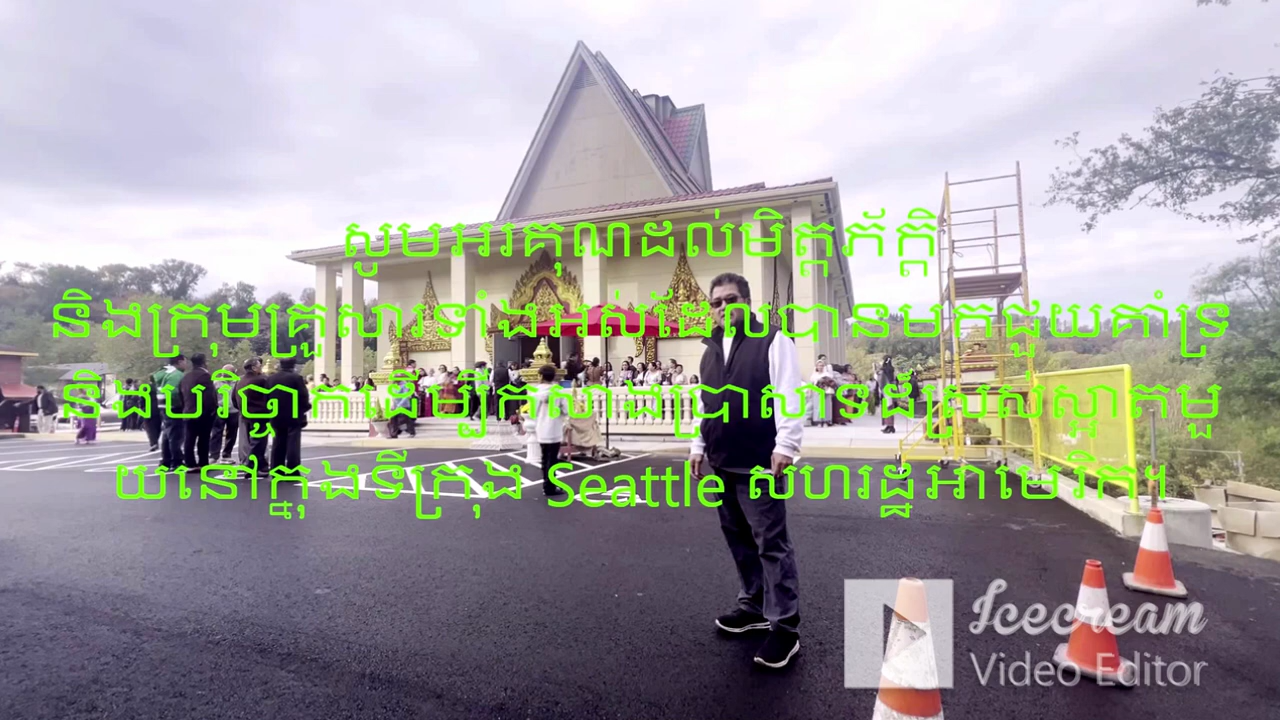 សូមអរគុណដល់មិត្តភ័ក្តិ
និងក្រុមគ្រួសារទាំងអស់ដែលបានមកជួយគាំទ្រ
និងបរិច្ចាកដើម្បីកសាងប្រាសាទដ៍ស្រស់ស្អាតមួ
យនៅក្នុងទីក្រុង Seattle សហរដ្ឋអាមេរិក។
Icecream
Video Editor